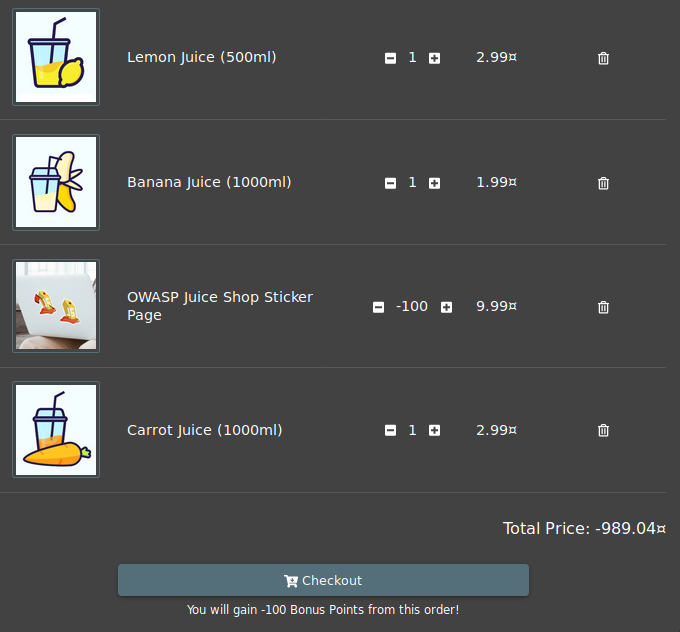 Lemon Juice (500ml) 1 2.99¤
Banana Juice (1000ml) 1 1.99¤
OWASP Juice Shop Sticker
Page -100 9.99¤
Carrot Juice (1000ml) 1 2.99¤
Total Price: -989.04¤
Checkout
You will gain -100 Bonus Points from this order!